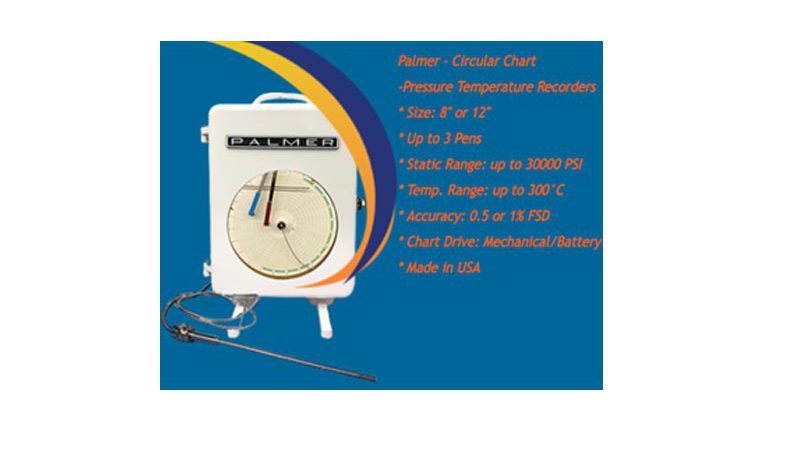 PALMER
Palmer - Circular Chart
-Pressure Temperature Recorders
* Size: 8" or 12"
* Up to 3 Pens
* Static Range: up to 30000 PSI
* Temp. Range: up to 300°C
* Accuracy: 0.5 or 1% FSD
* Chart Drive: Mechanical/Battery
* Made in USA